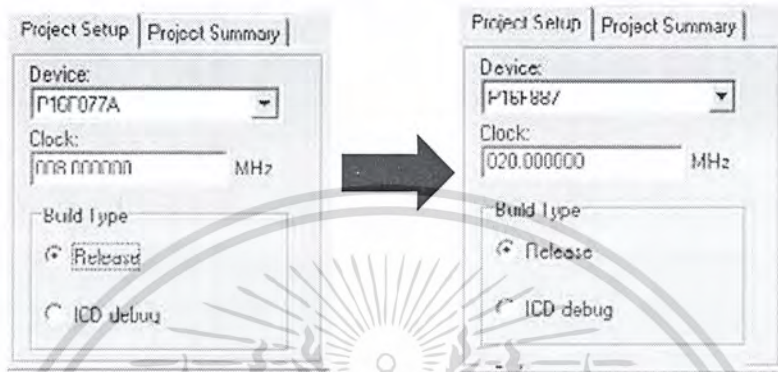 Project Setup Project Summary
Device:
P16F877A
Clock:
008.000000 MHz
Build Type
Release
ICD debug
Project Setup Project Summary
Device:
P16F887
Clock:
020.000000 MHz
Build Type
Release
ICD debug